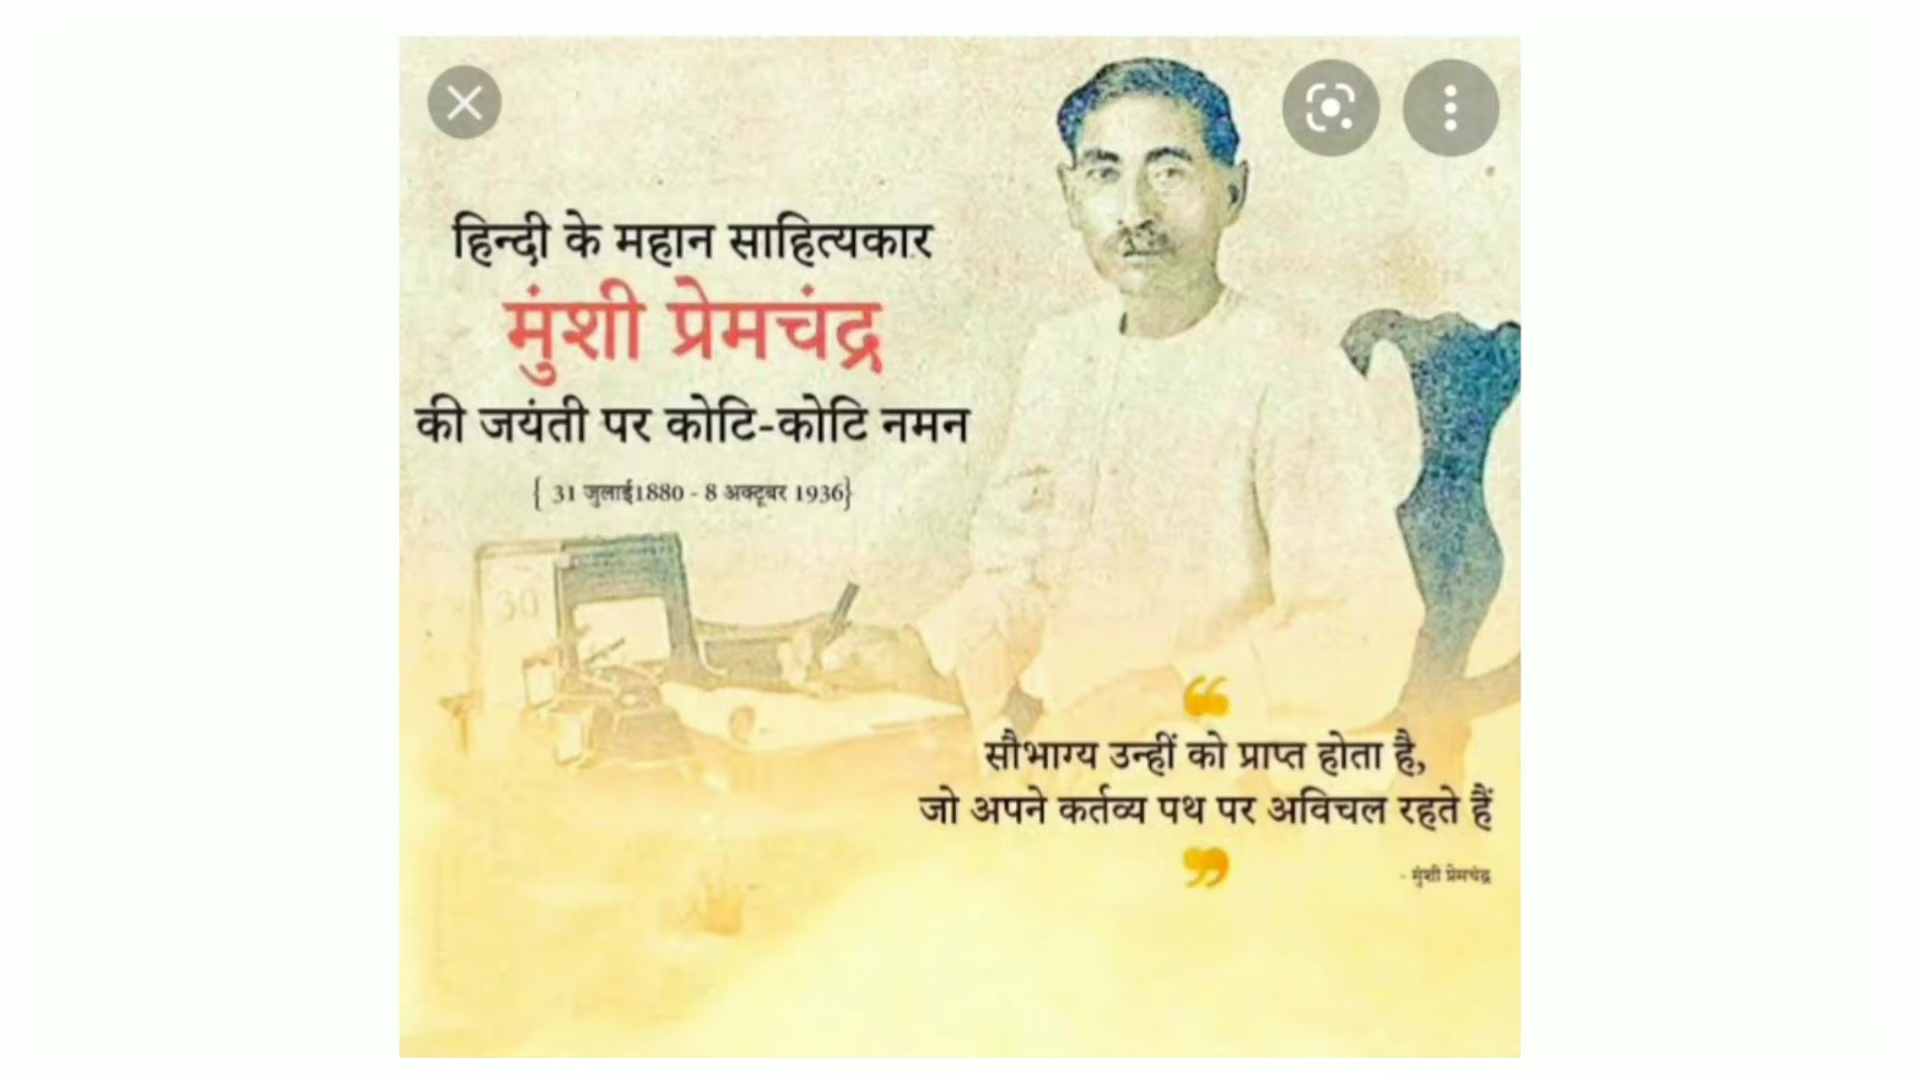 हिन्दी के महान साहित्यकार
मुंशी प्रेमचंद्र
की जयंती पर कोटि-कोटि नमन
{ 31 जुलाई1880 - 8 अक्टूबर 1936}
30
❝
सौभाग्य उन्हीं को प्राप्त होता है,
जो अपने कर्तव्य पथ पर अविचल रहते हैं
❞
- मुंशी प्रेमचंद्र